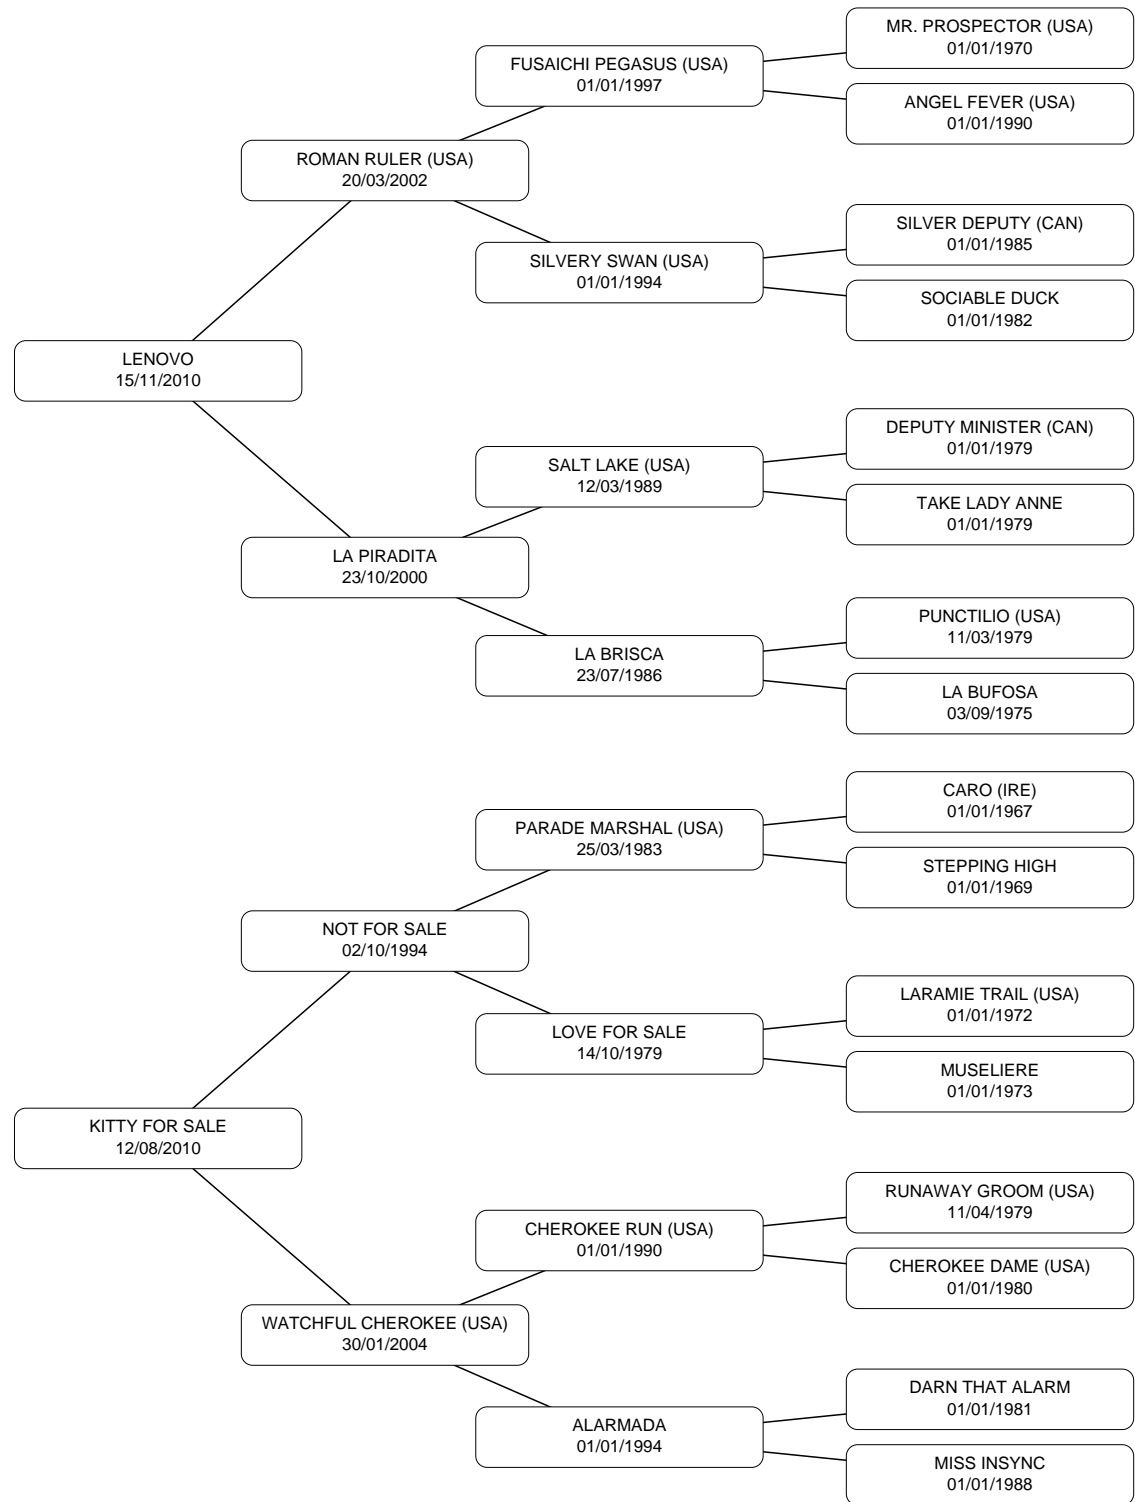 MR. PROSPECTOR (USA)
01/01/1970
FUSAICHI PEGASUS (USA)
01/01/1997
ANGEL FEVER (USA)
01/01/1990
ROMAN RULER (USA)
20/03/2002
SILVER DEPUTY (CAN)
01/01/1985
SILVERY SWAN (USA)
01/01/1994
SOCIABLE DUCK
01/01/1982
LENOVO
15/11/2010
DEPUTY MINISTER (CAN)
01/01/1979
SALT LAKE (USA)
12/03/1989
TAKE LADY ANNE
01/01/1979
LA PIRADITA
23/10/2000
PUNCTILIO (USA)
11/03/1979
LA BRISCA
23/07/1986
LA BUFOSA
03/09/1975
CARO (IRE)
01/01/1967
PARADE MARSHAL (USA)
25/03/1983
STEPPING HIGH
01/01/1969
NOT FOR SALE
02/10/1994
LARAMIE TRAIL (USA)
01/01/1972
LOVE FOR SALE
14/10/1979
MUSELIERE
01/01/1973
KITTY FOR SALE
12/08/2010
RUNAWAY GROOM (USA)
11/04/1979
CHEROKEE RUN (USA)
01/01/1990
CHEROKEE DAME (USA)
01/01/1980
WATCHFUL CHEROKEE (USA)
30/01/2004
DARN THAT ALARM
01/01/1981
ALARMADA
01/01/1994
MISS INSYNC
01/01/1988